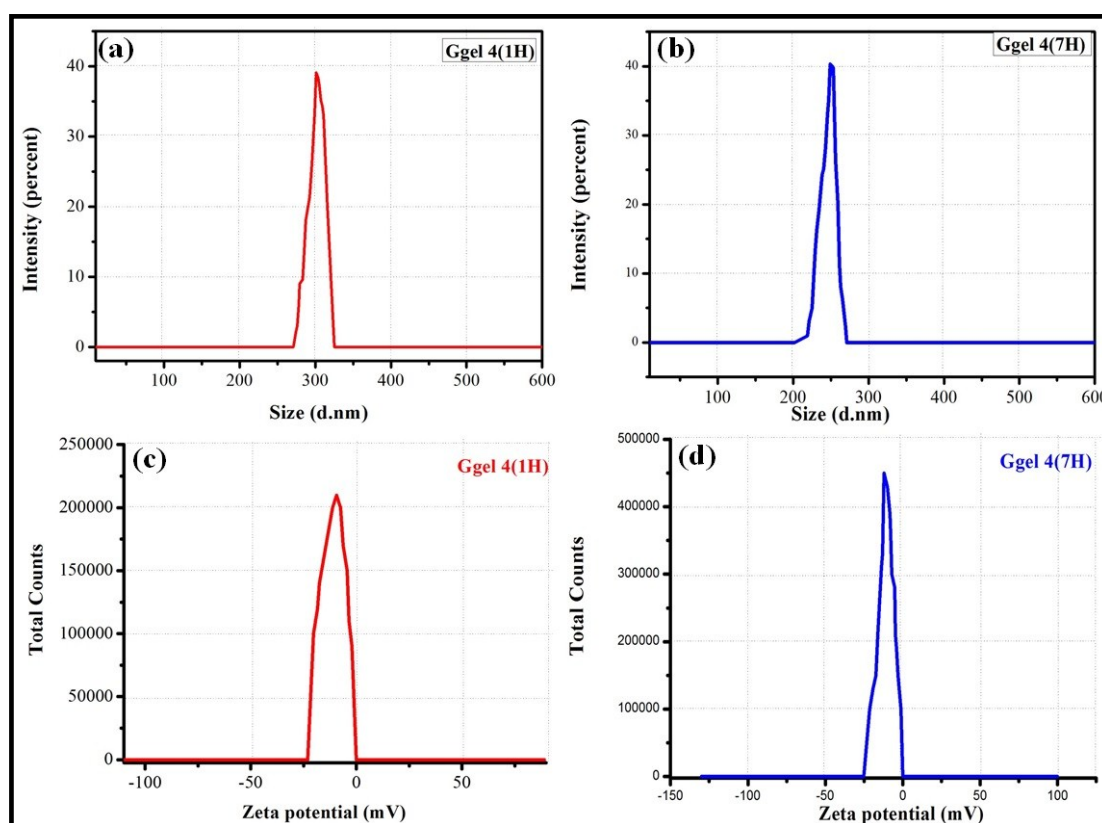 (a)
Ggel 4(1H)
40
30
20
10
0
Intensity (percent)
100 200 300 400 500 600
Size (d.nm)
(b)
Ggel 4(7H)
40
30
20
10
0
Intensity (percent)
100 200 300 400 500 600
Size (d.nm)
(c)
Ggel 4(1H)
250000
200000
150000
100000
50000
0
Total Counts
-100 -50 0 50
Zeta potential (mV)
(d)
Ggel 4(7H)
500000
400000
300000
200000
100000
0
Total Counts
-150 -100 -50 0 50 100
Zeta potential (mV)